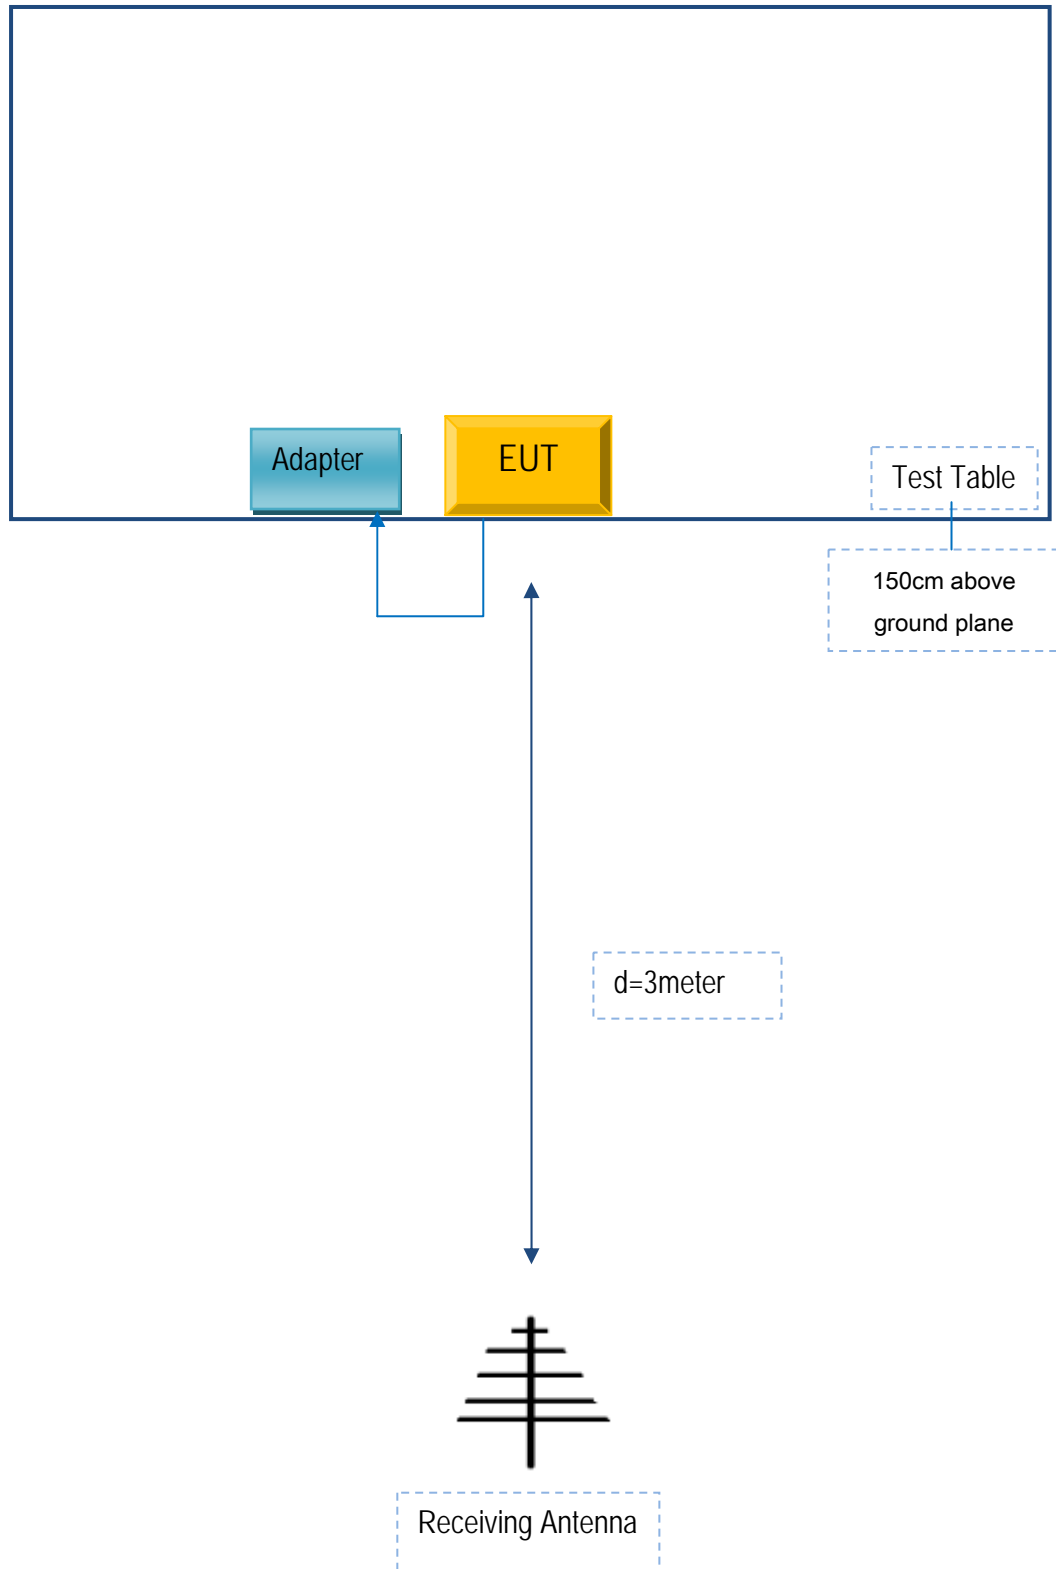 Adapter
EUT
Test Table
150cm above
ground plane
d=3meter
Receiving Antenna